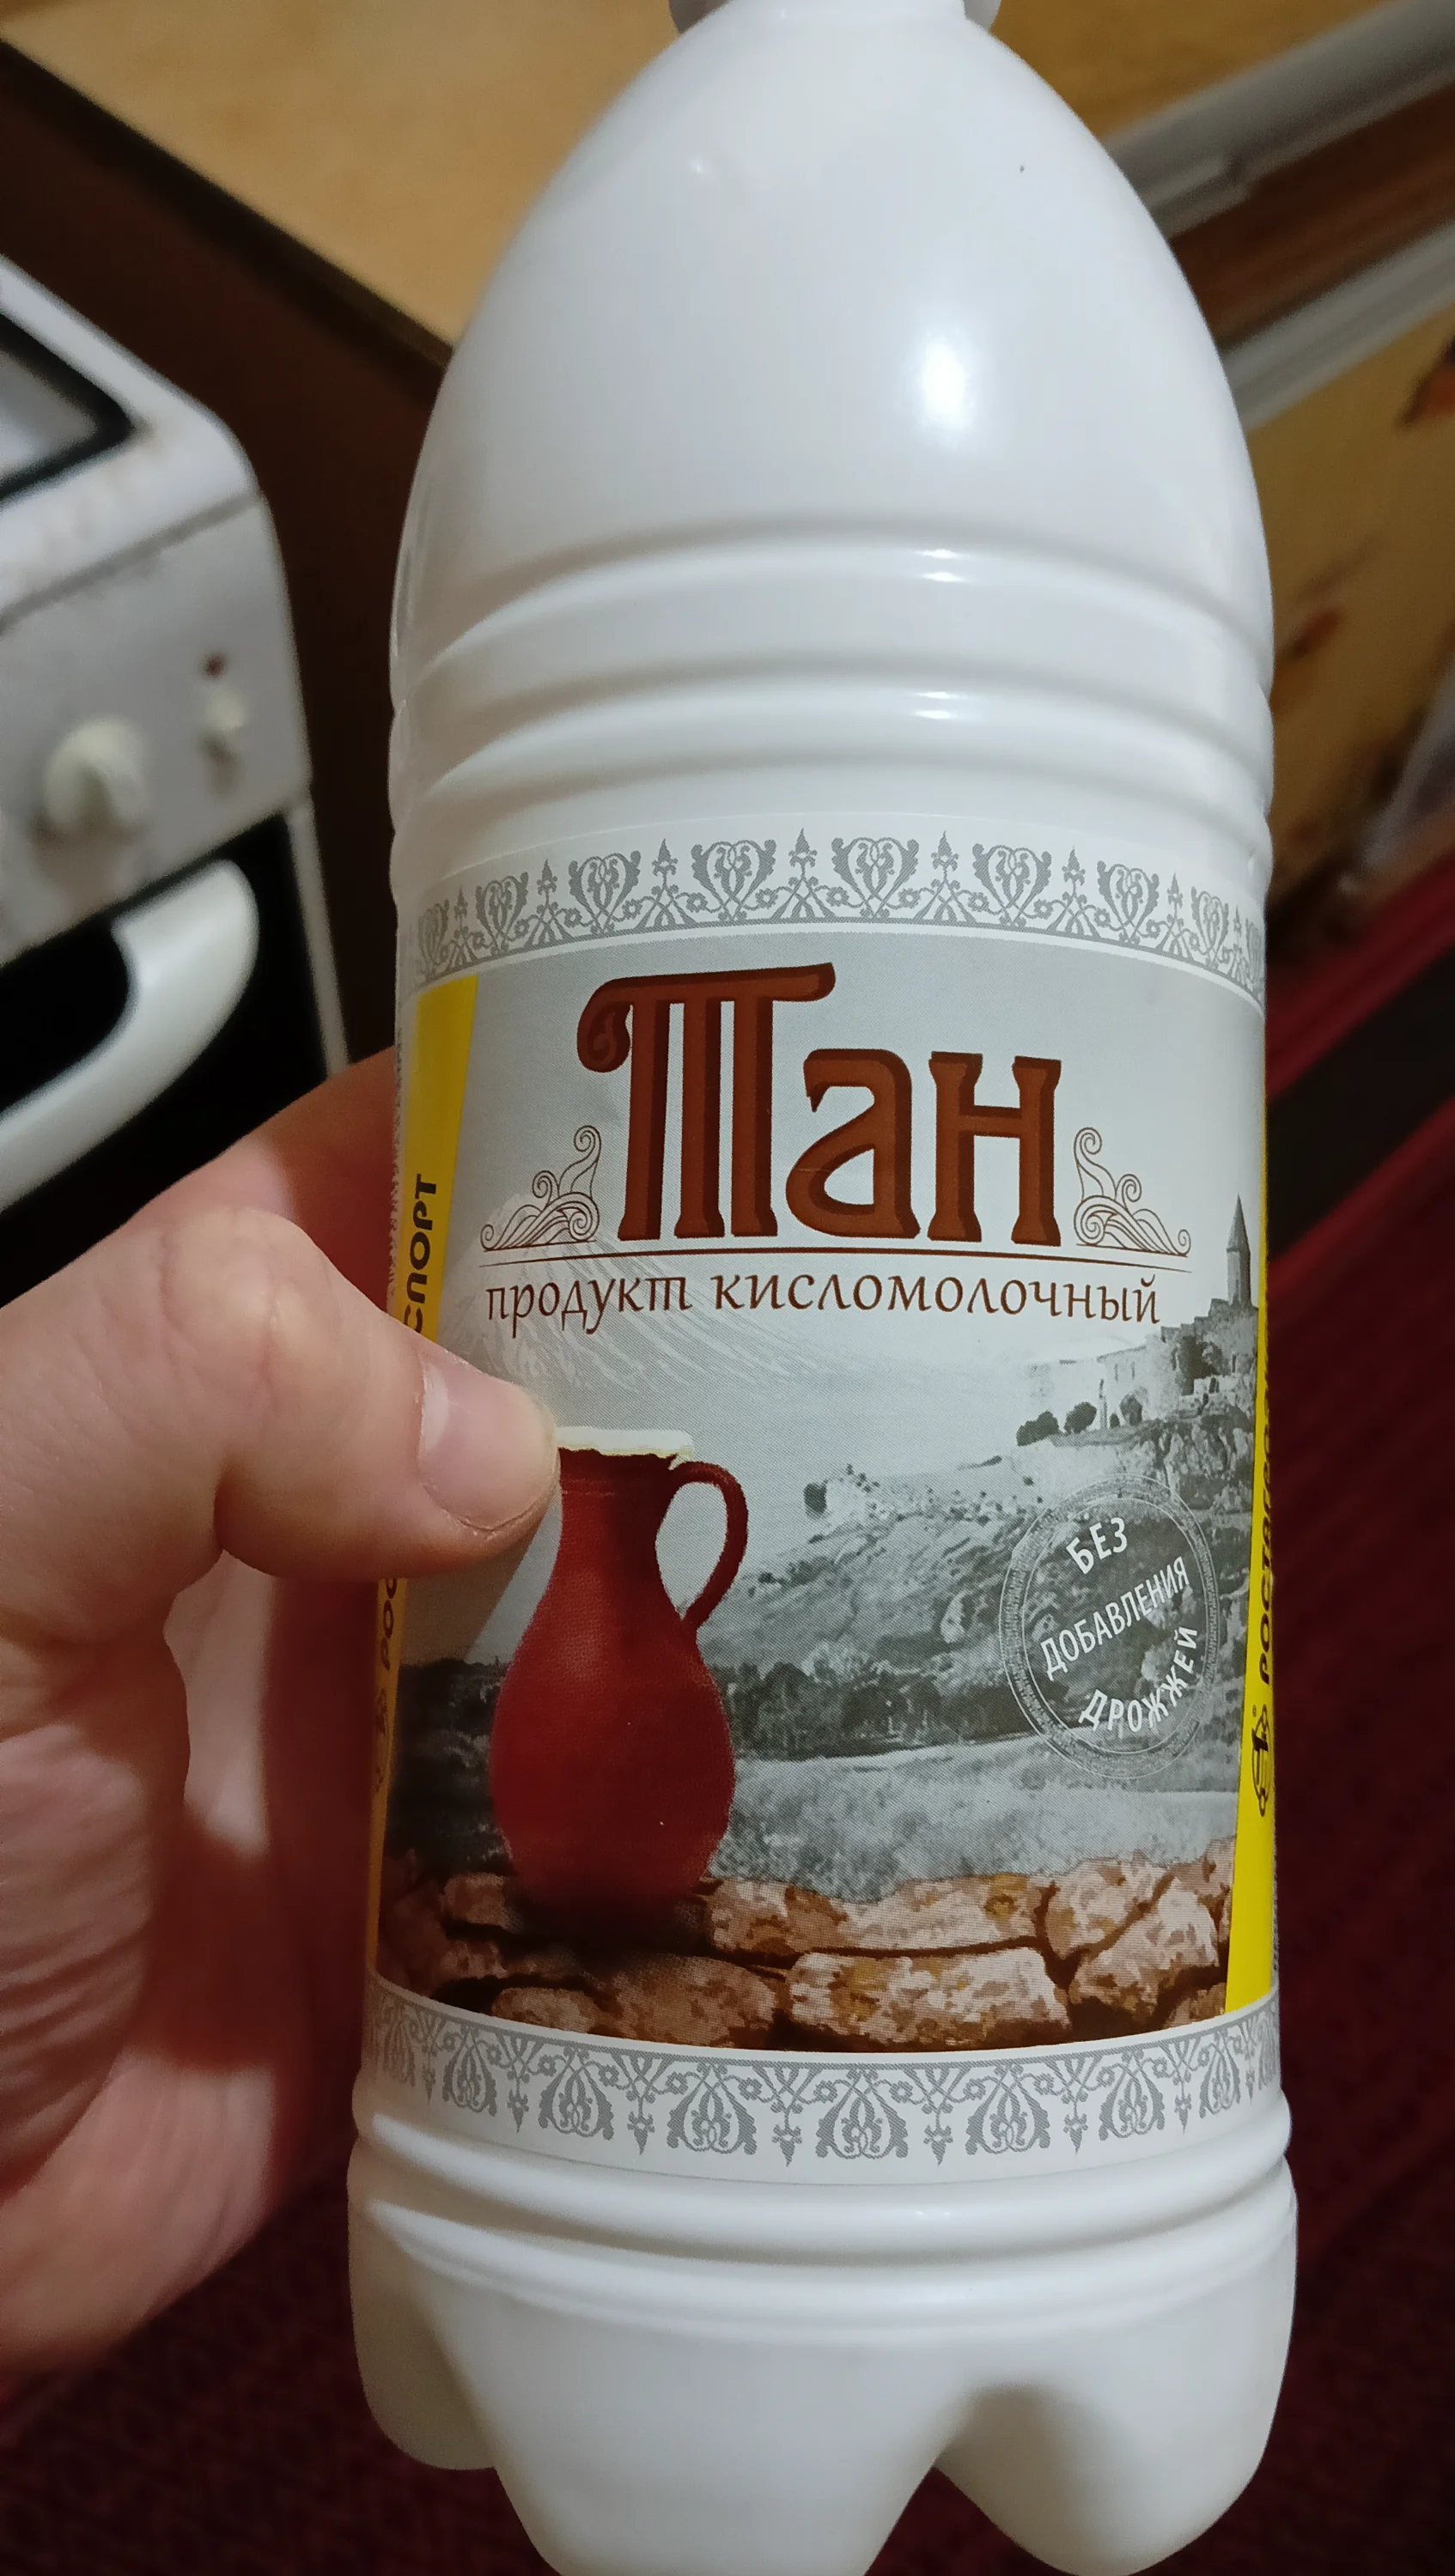 Тан
продукт кисломолочный
БЕЗ
ДОБАВЛЕНИЯ
ДРОЖЖЕЙ